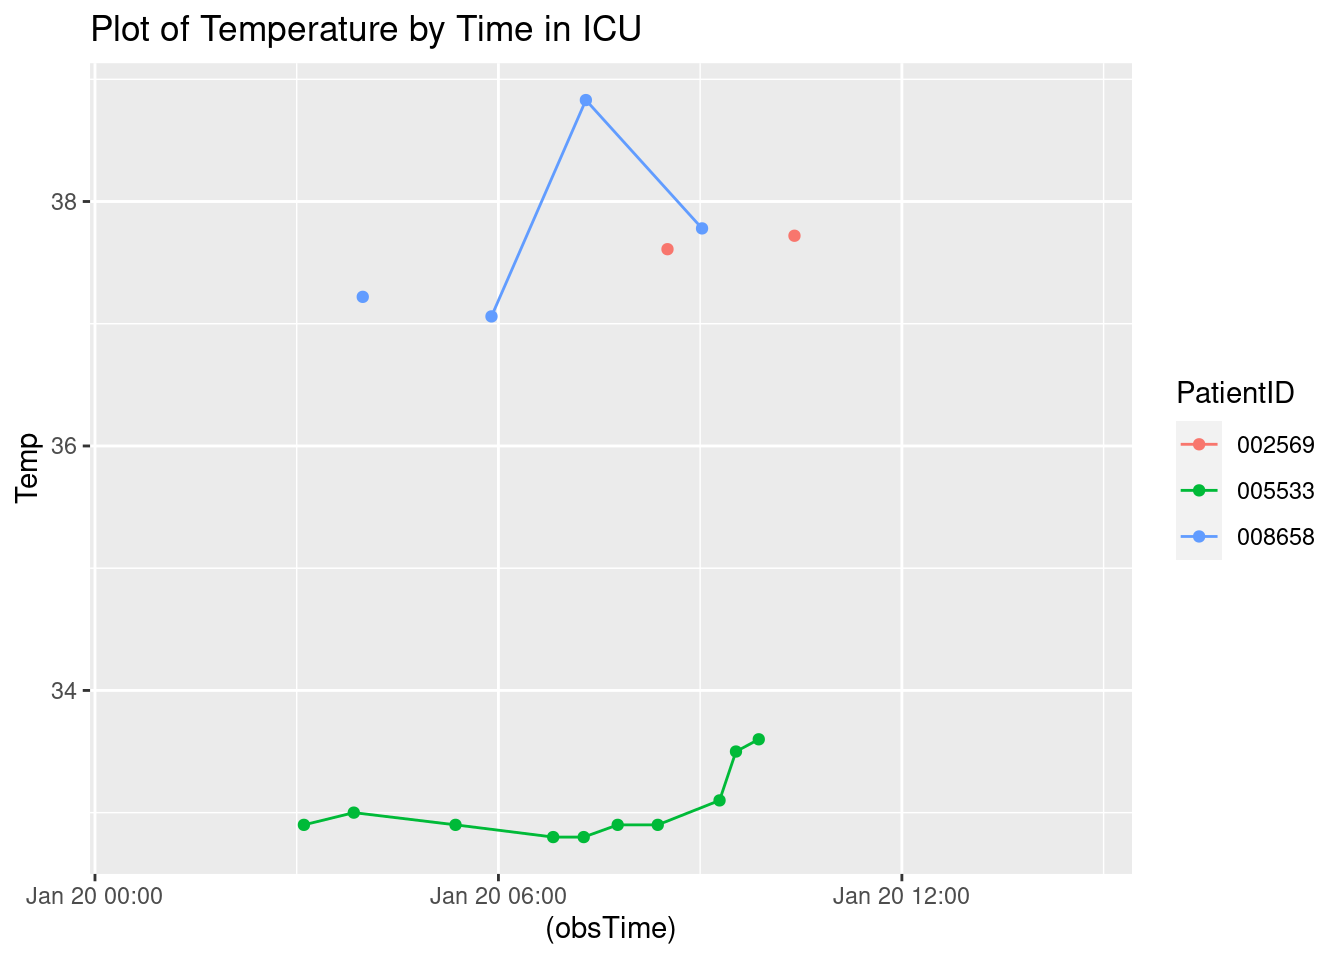 Plot of Temperature by Time in ICU
Temp
38
36
34
Jan 20 00:00
Jan 20 06:00
Jan 20 12:00
(obsTime)
PatientID
002569
005533
008658